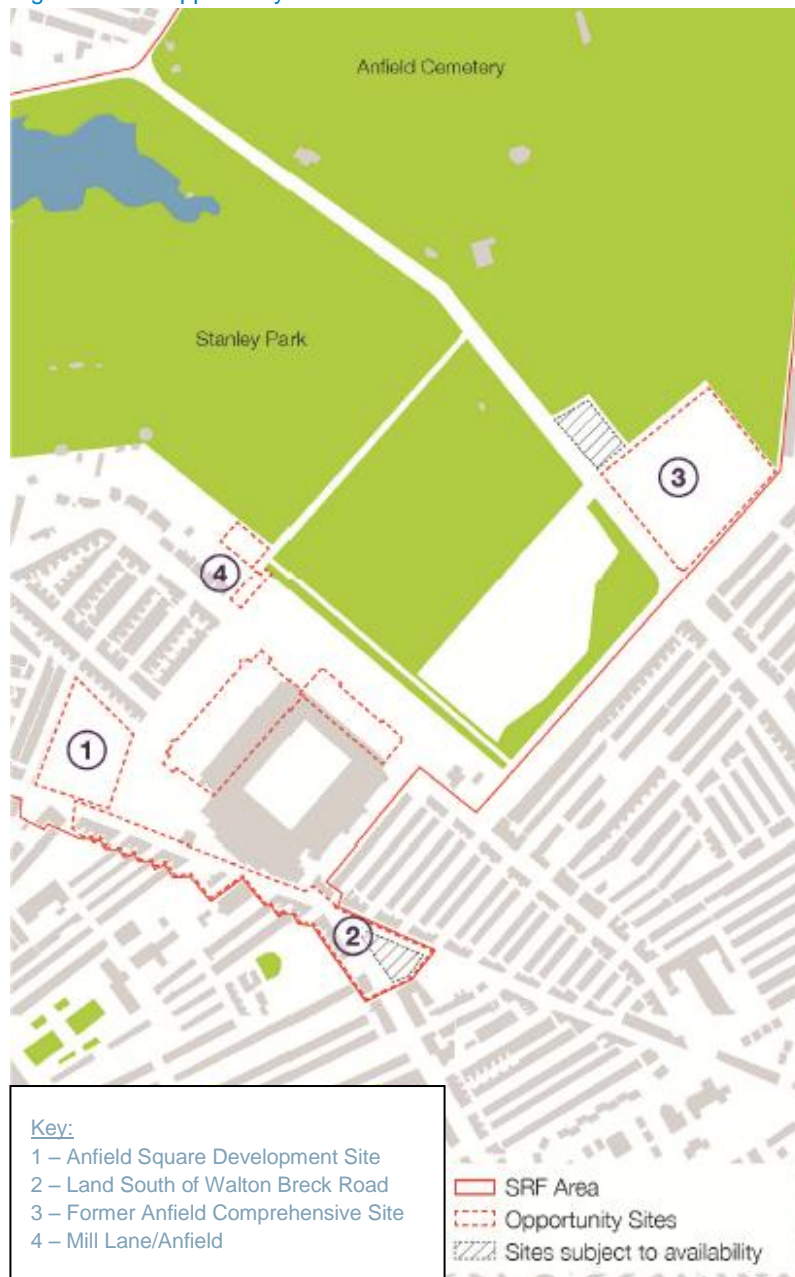 Anfield Cemetery
Stanley Park
3
4
1
2
Key:
1 – Anfield Square Development Site
2 – Land South of Walton Breck Road
3 – Former Anfield Comprehensive Site
4 – Mill Lane/Anfield
SRF Area
Opportunity Sites
Sites subject to availability